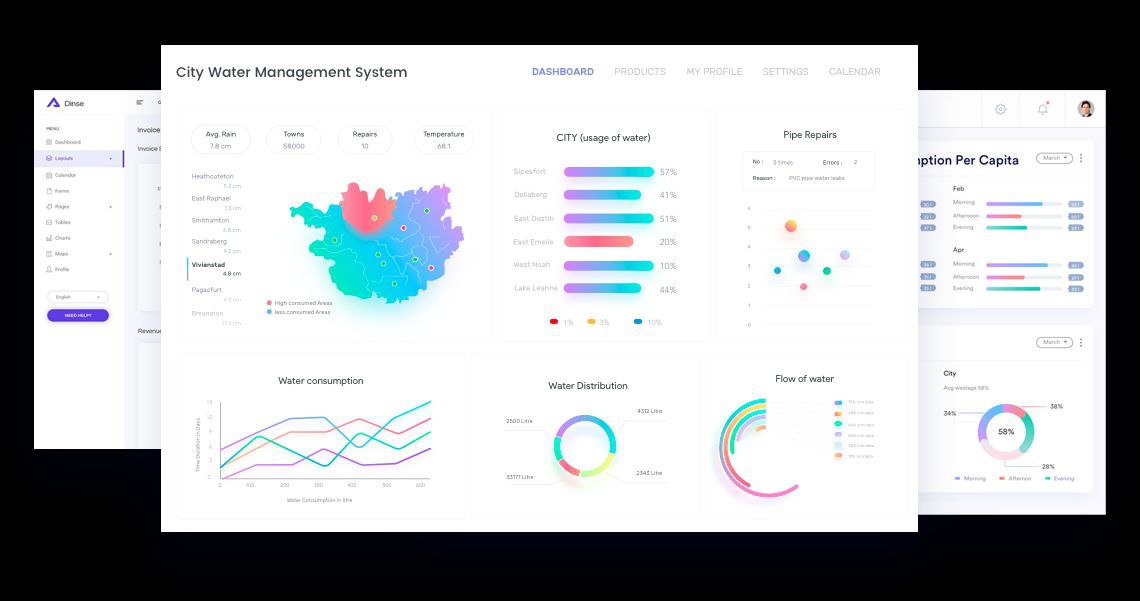 City Water Management System
DASHBOARD PRODUCTS MY PROFILE SETTINGS CALENDAR
Avg. Rain
7.8 cm
Towns
58000
Repairs
10
Temperature
68.1
Heathcoteton
East Raphael
7.3 cm
Smithamton
6.8 cm
Sandraberg
9.2 cm
Vivienstad
4.8 cm
Pagacfurt
Breanaton
11.2 cm
High consumed Areas
less consumed Areas
CITY (usage of water)
Sipesfort 57%
Dellaberg 41%
East Dustin 51%
East Emelie 20%
West Noah 10%
Lake Leanne 44%
1% 3% 10%
Pipe Repairs
No : 5 times Errors : 2
Reason : PVC pipe water leaks
6
5
4
3
2
1
0
Water consumption
Time Duration in Days
0 100 200 300 400 500 600
Water Consumption in litre
Water Distribution
2500 Litre
4312 Litre
33177 Litre
2343 Litre
Flow of water
Dinse
MENU
Dashboard
Layouts
Calendar
Forms
Pages
Tables
Charts
Maps
Profile
English
NEED HELP?
Invoice
Invoice S
Revenue
mption Per Capita
March
Feb
Morning
Afternoon
Evening
Apr
Morning
Afternoon
Evening
March
City
Avg wastage 58%
34%
38%
58%
28%
Morning Afternon Evening